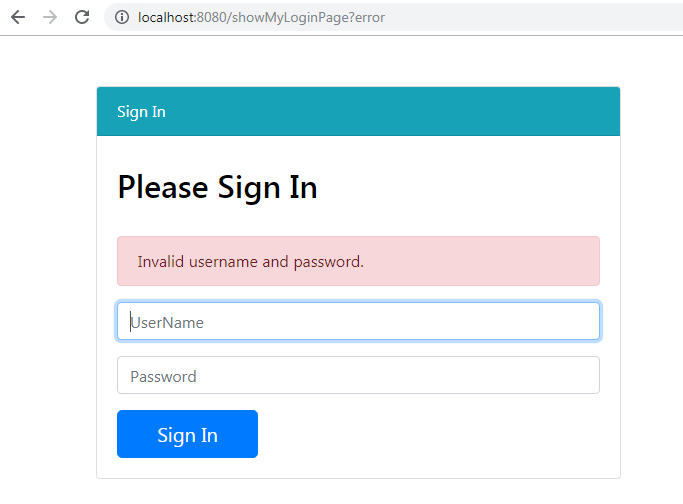 localhost:8080/showMyLoginPage?error
Sign In
Please Sign In
Invalid username and password.
UserName
Password
Sign In